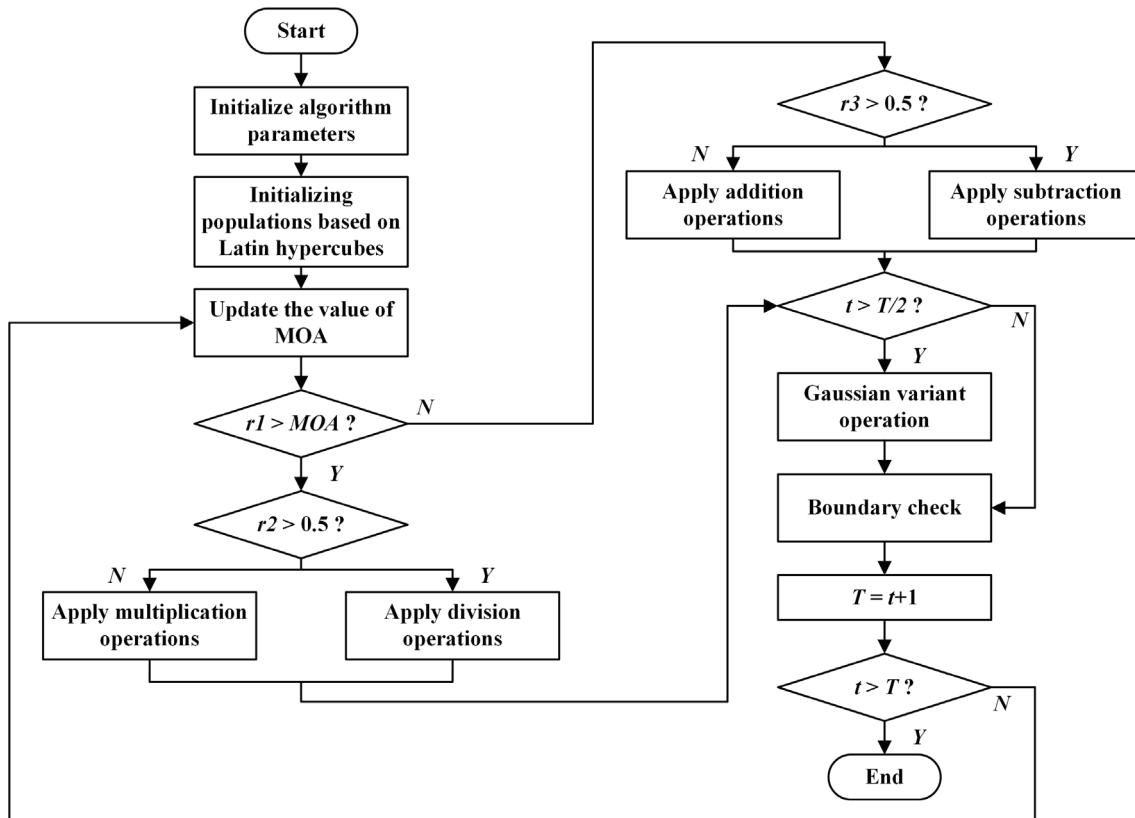 Start
Initialize algorithm
parameters
Initializing
populations based on
Latin hypercubes
Update the value of
MOA
r1 > MOA ?
N
Y
r2 > 0.5 ?
N
Y
Apply multiplication
operations
Apply division
operations
r3 > 0.5 ?
N
Y
Apply addition
operations
Apply subtraction
operations
t > T/2 ?
N
Y
Gaussian variant
operation
Boundary check
T = t+1
t > T ?
N
Y
End